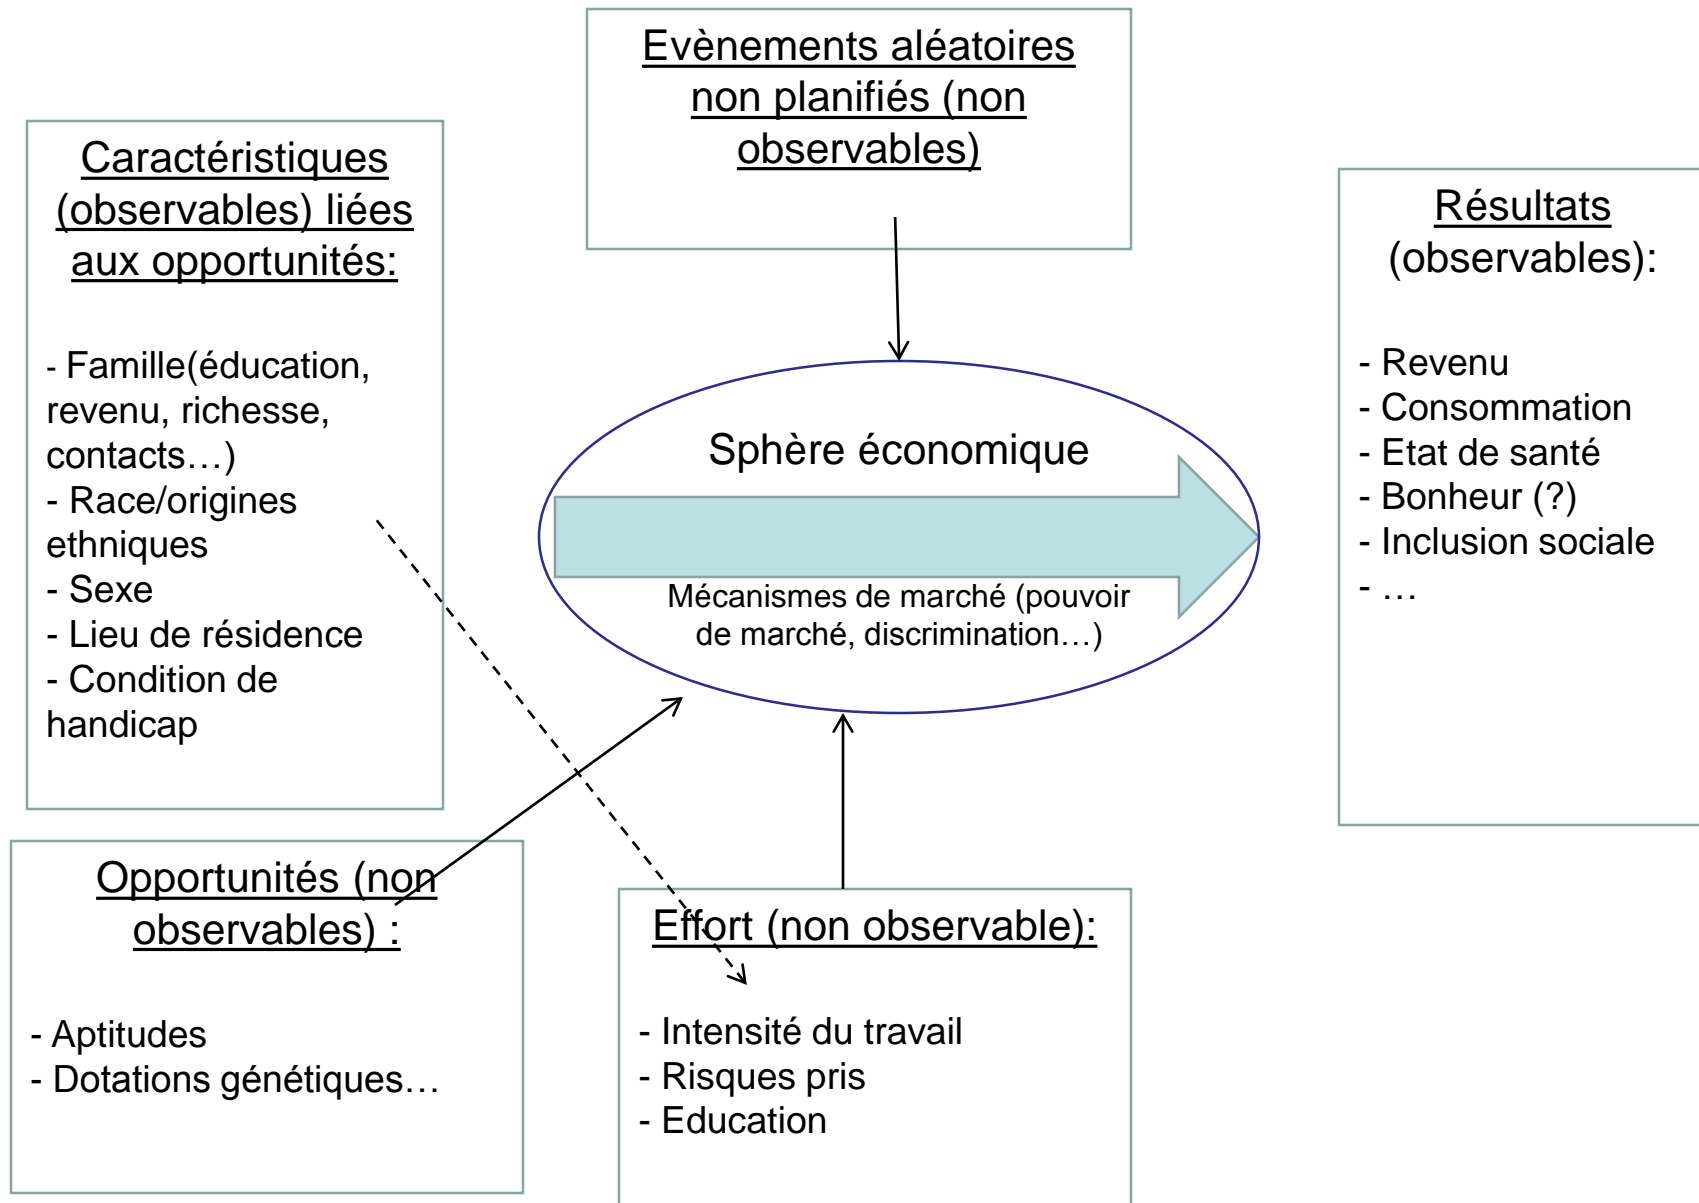 Evènements aléatoires
non planifiés (non
observables)
Caractéristiques
(observables) liées
aux opportunités:
- Famille(éducation,
revenu, richesse,
contacts…)
- Race/origines
ethniques
- Sexe
- Lieu de résidence
- Condition de
handicap
Sphère économique
Mécanismes de marché (pouvoir
de marché, discrimination…)
Résultats
(observables):
- Revenu
- Consommation
- Etat de santé
- Bonheur (?)
- Inclusion sociale
- …
Opportunités (non
observables) :
- Aptitudes
- Dotations génétiques…
Effort (non observable):
- Intensité du travail
- Risques pris
- Education